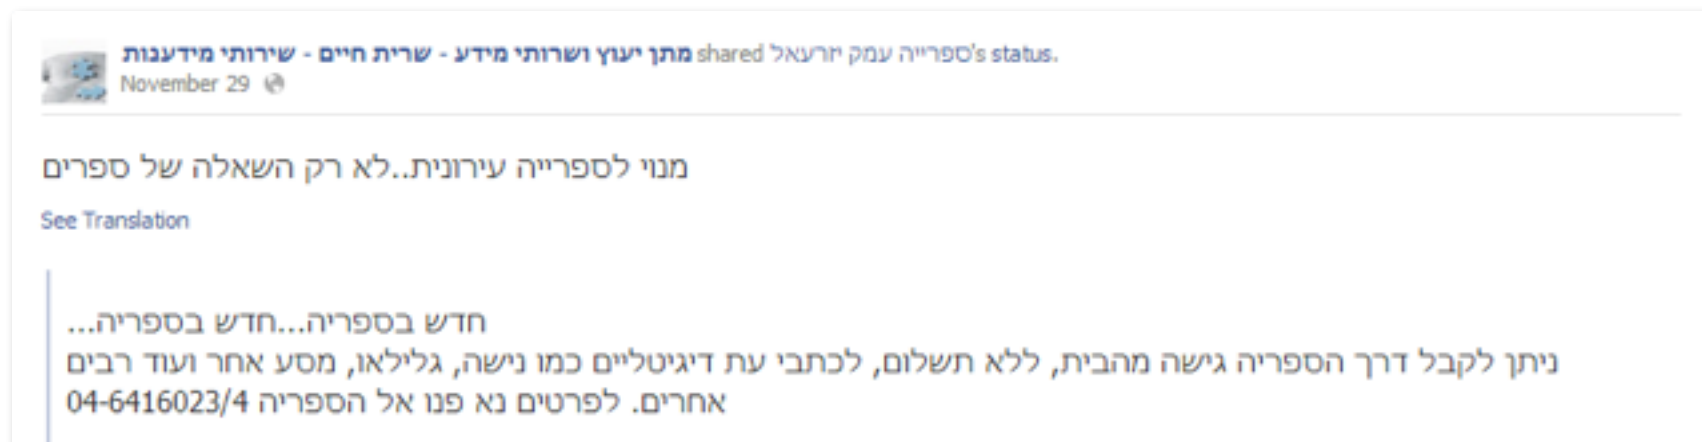 מתן יעוץ ושרותי מידע - שרית חיים - שירותי מידענות shared ספרייה עמק יזרעאל's status.
November 29
מנוי לספרייה עירונית..לא רק השאלה של ספרים
See Translation
חדש בספריה...חדש בספריה...
ניתן לקבל דרך הספריה גישה מהבית, ללא תשלום, לכתבי עת דיגיטליים כמו נישה, גלילאו, מסע אחר ועוד רבים
אחרים. לפרטים נא פנו אל הספריה 04-6416023/4